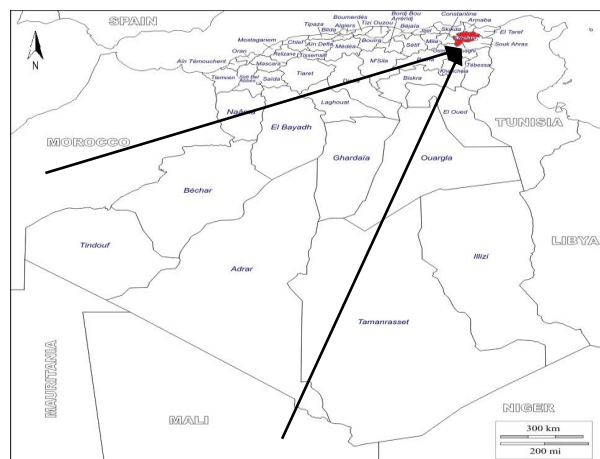 SPAIN
Constantine
Bordj Bou
Arréridj
Boumerdès
Annaba
Tipaza
Tizi Ouzou
Skikda
El Taref
Algiers
Béjaïa
Jijel
Blida
Mostaganem
Bouira
Mila
Souk Ahras
Chlef
Aïn Defla
Médéa
Sétif
Oran
Relizane
Tissemsilt
Aïn Témouchent
Mascara
M'Sila
Tébessa
Tlemcen
Sidi Bel
Abbès
Saïda
Tiaret
Khenchela
Biskra
N
Laghouat
El Oued
Naâma
TUNISIA
El Bayadh
MOROCCO
Ghardaïa
Ouargla
Béchar
Tindouf
LIBYA
Illizi
Adrar
Tamanrasset
MAURITANIA
NIGER
MALI
300 km
200 mi